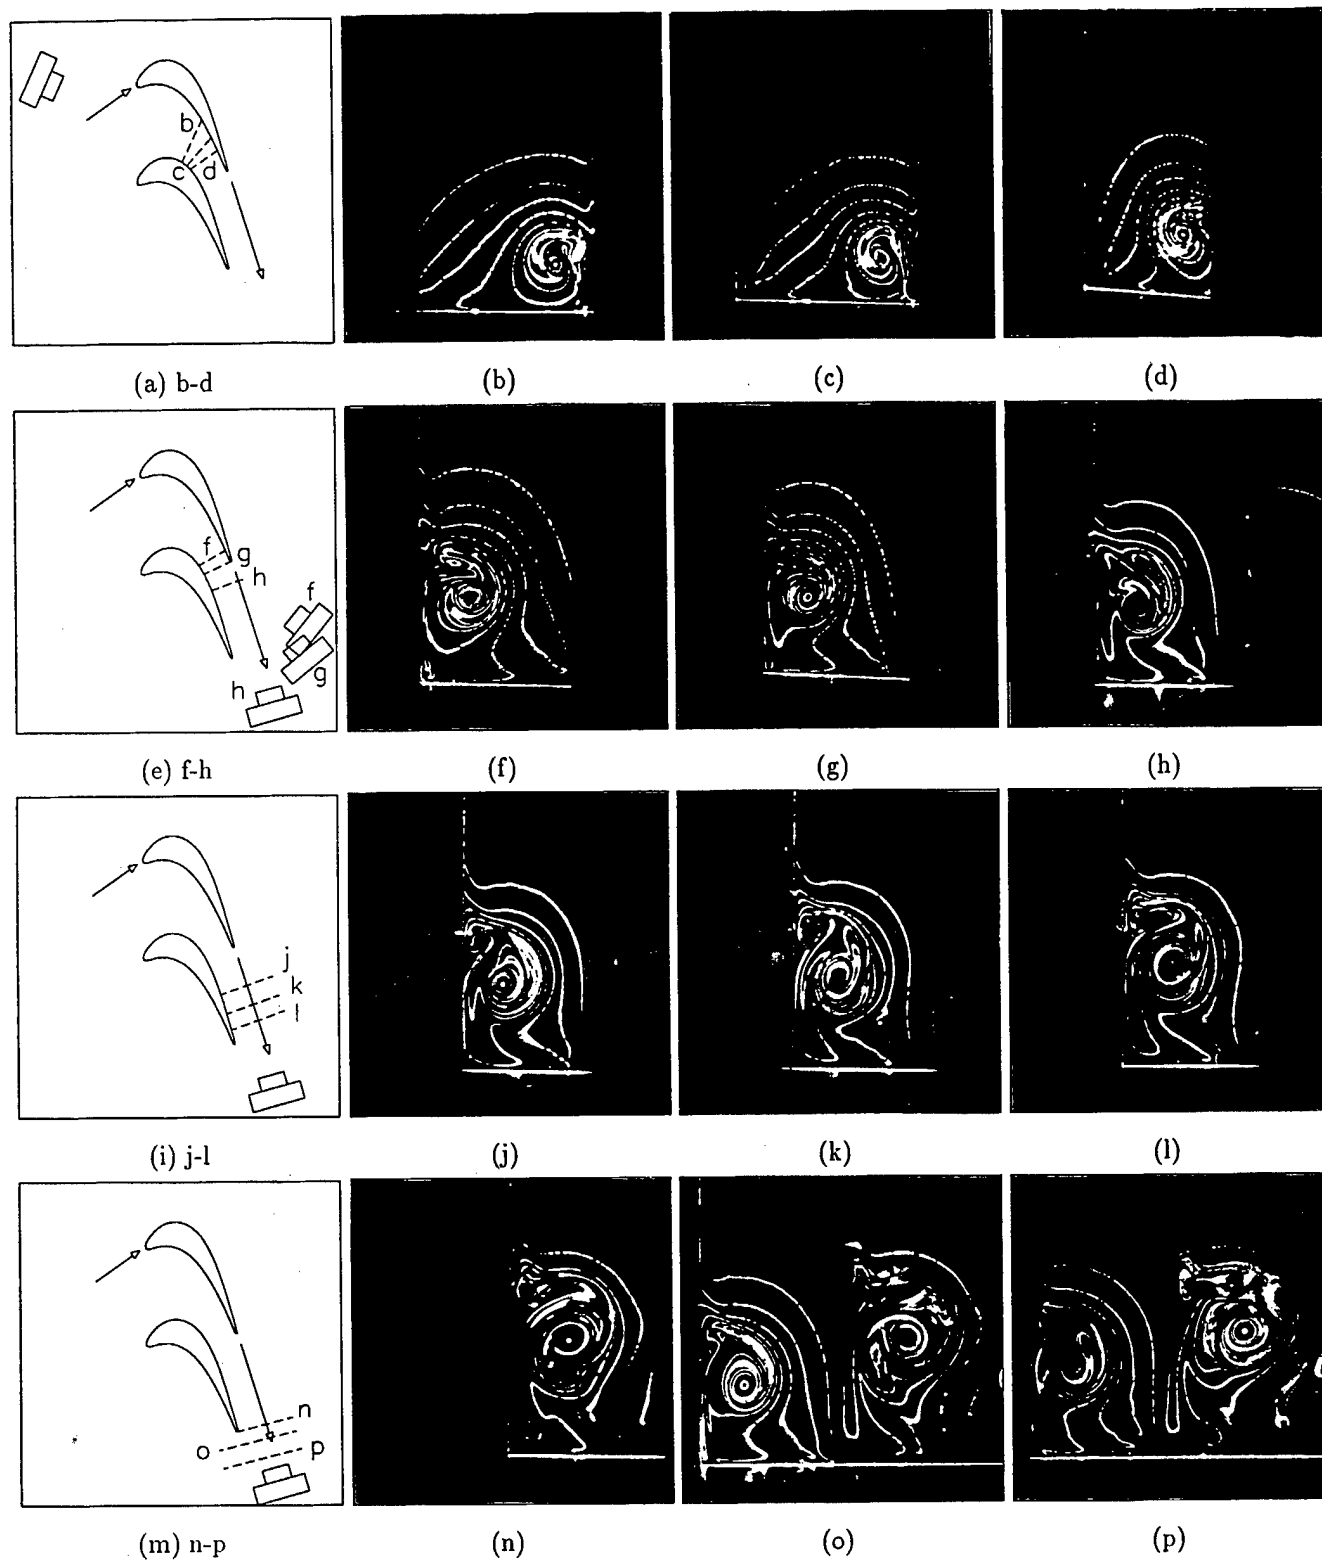 b
c
d
(a) b-d
(b)
(c)
(d)
f
g
h
f
g
h
(e) f-h
(f)
(g)
(h)
j
k
l
(i) j-l
(j)
(k)
(l)
n
o
p
(m) n-p
(n)
(o)
(p)